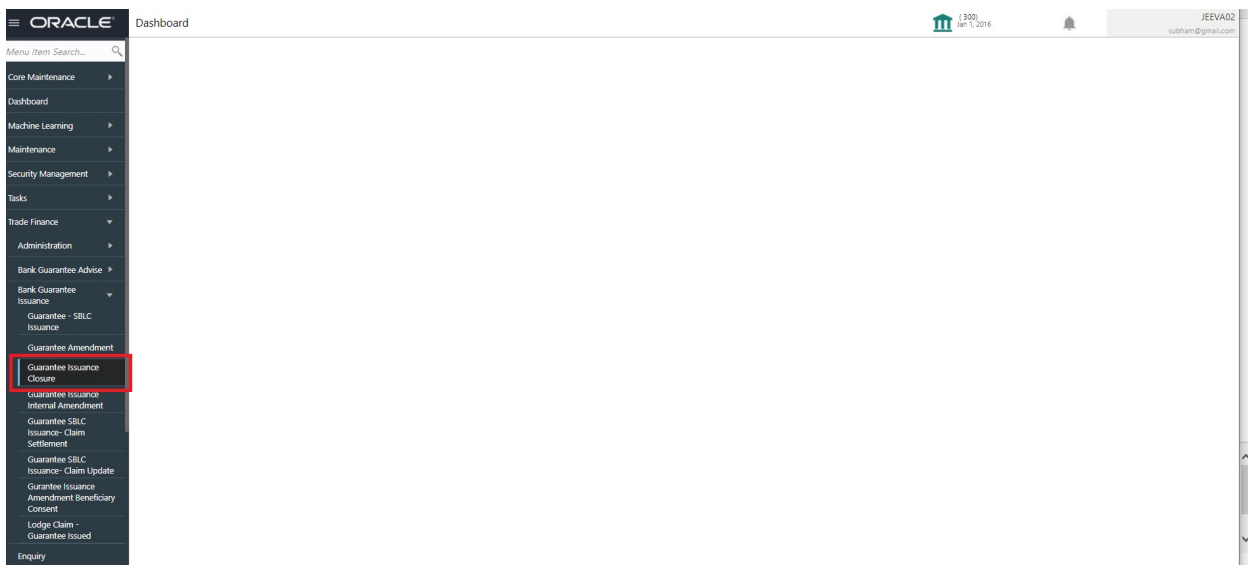 ORACLE
Dashboard
( 300)
Jan 1, 2016
JEEVA02
subham@gmail.com
Menu Item Search...
Core Maintenance
Dashboard
Machine Learning
Maintenance
Security Management
Tasks
Trade Finance
Administration
Bank Guarantee Advise
Bank Guarantee
Issuance
Guarantee - SBLC
Issuance
Guarantee Amendment
Guarantee Issuance
Closure
Guarantee Issuance
Internal Amendment
Guarantee SBLC
Issuance- Claim
Settlement
Guarantee SBLC
Issuance- Claim Update
Gurantee Issuance
Amendment Beneficiary
Consent
Lodge Claim -
Guarantee Issued
Enquiry